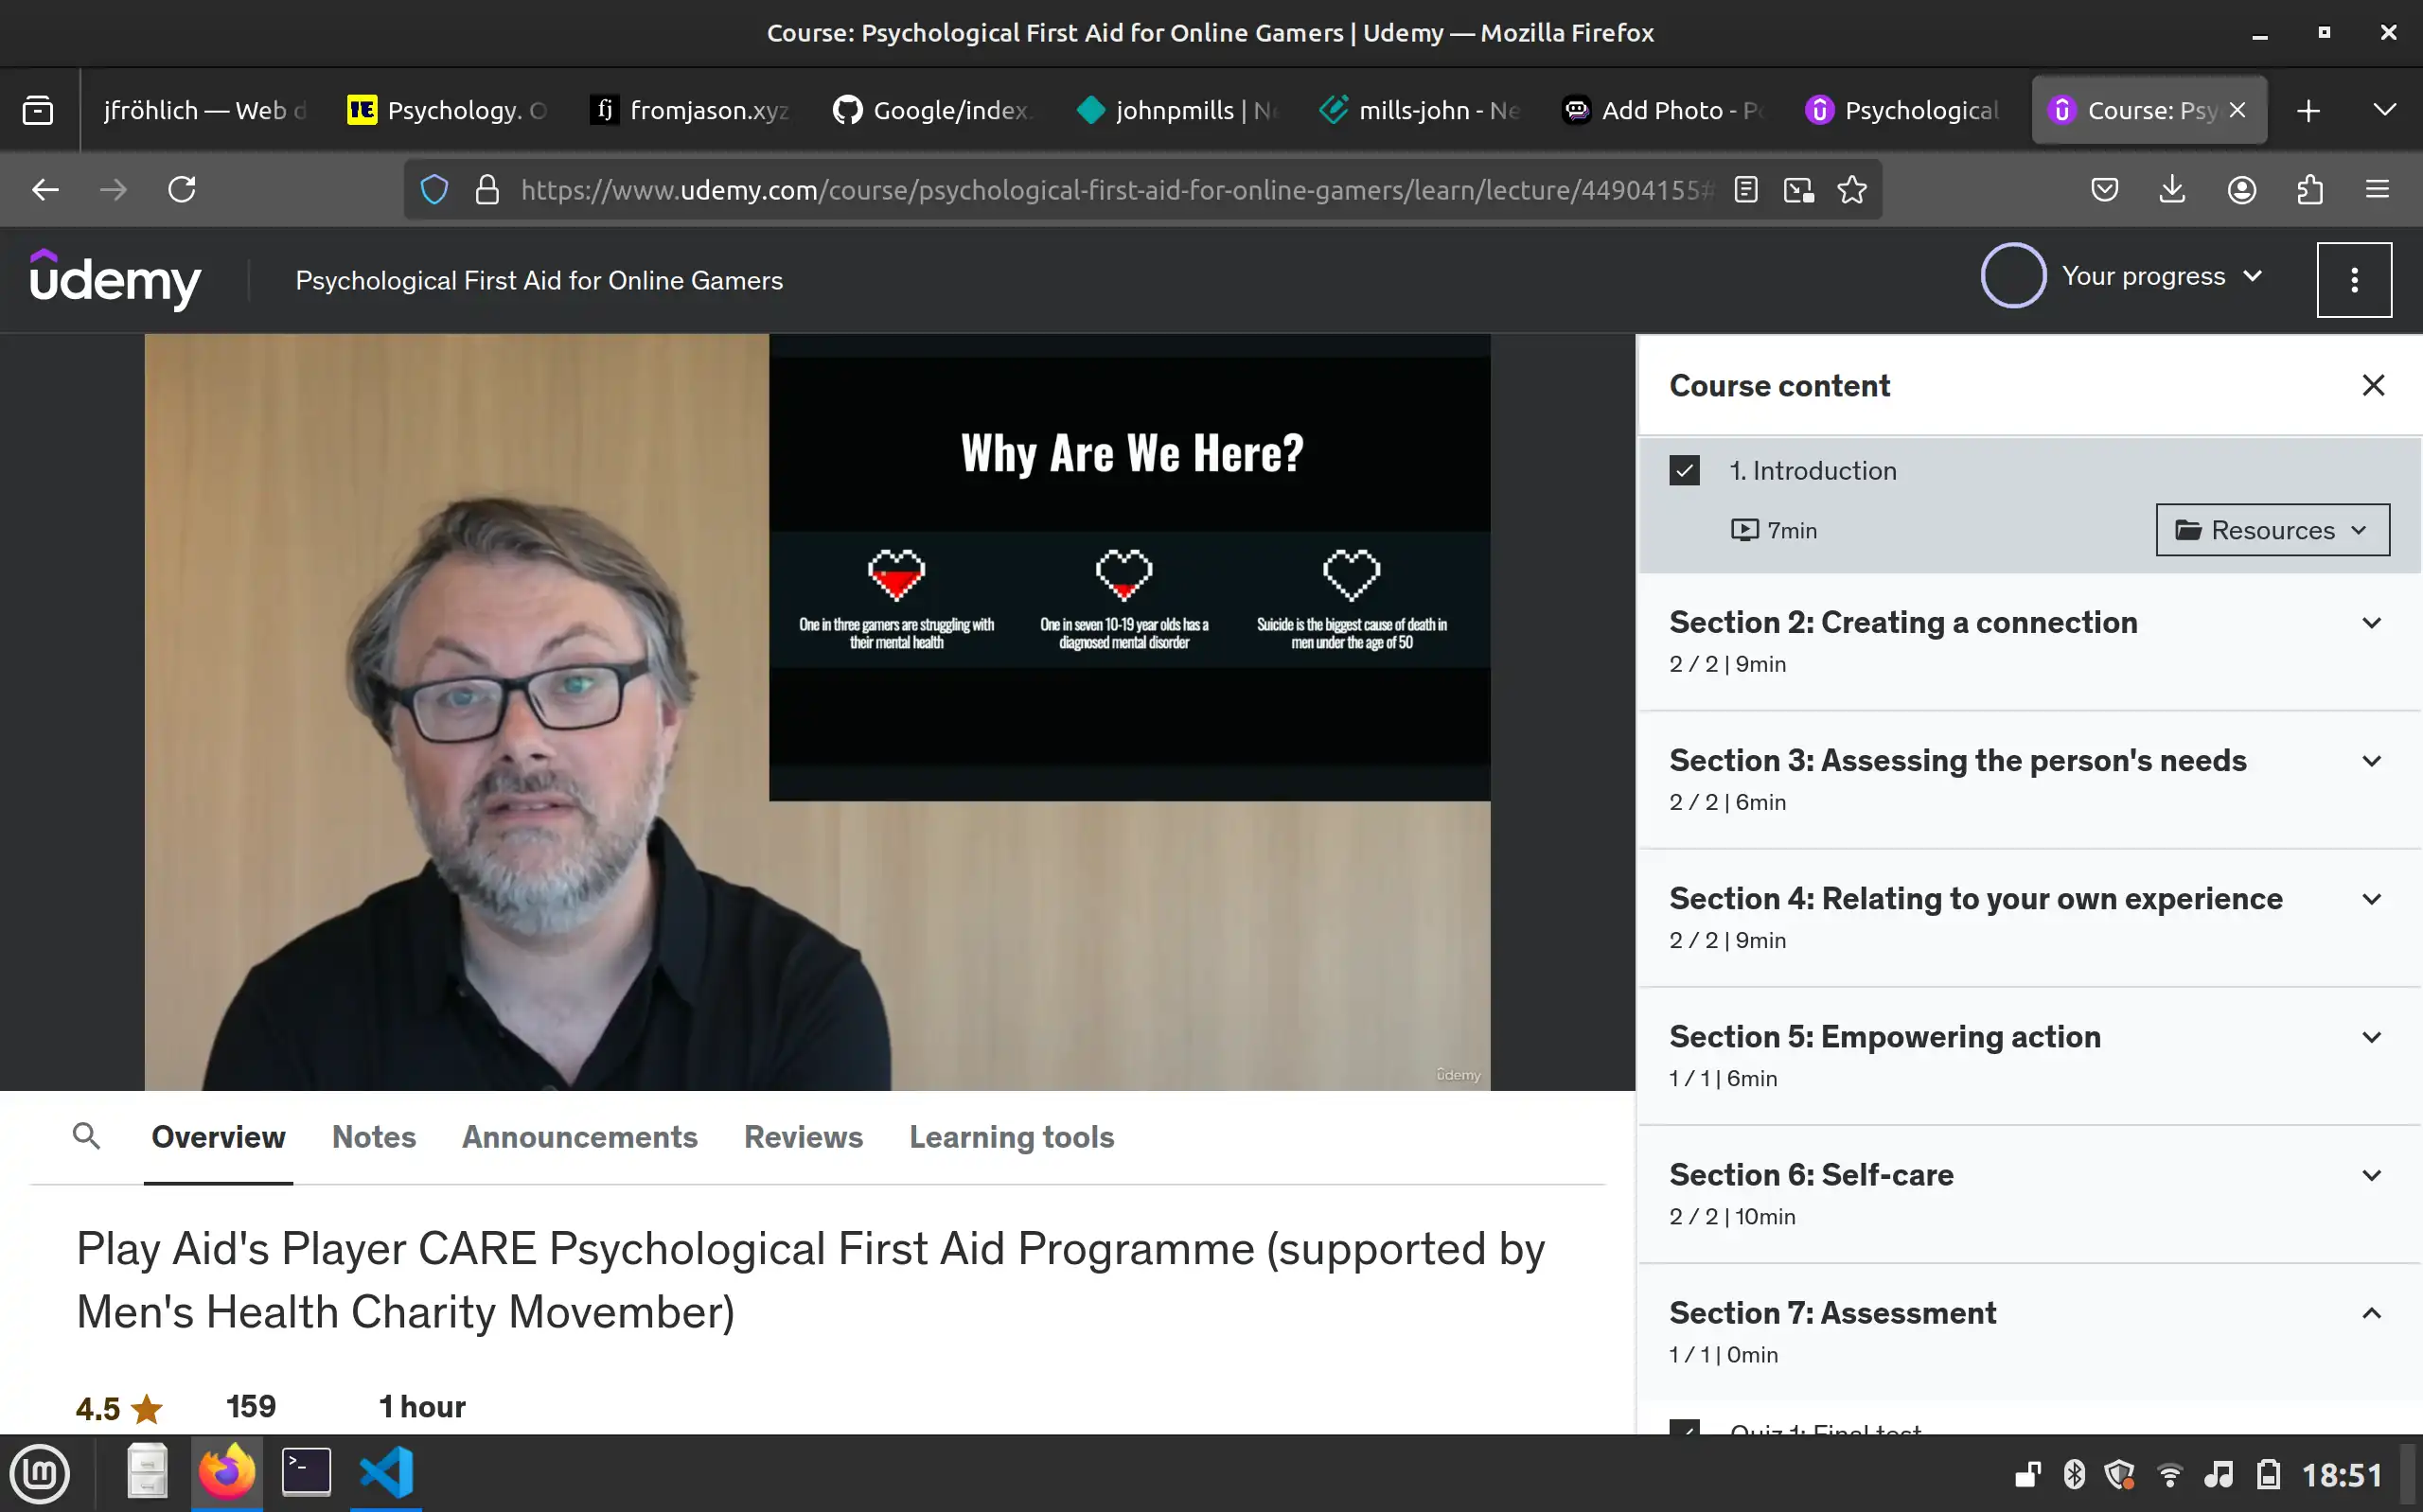 Course: Psychological First Aid for Online Gamers | Udemy — Mozilla Firefox
jfröhlich — Web d
Psychology. O
fromjason.xyz
Google/index.
johnpmills | Ne
mills-john - Ne
Add Photo - Po
Psychological
Course: Psy
https://www.udemy.com/course/psychological-first-aid-for-online-gamers/learn/lecture/44904155#
udemy
Psychological First Aid for Online Gamers
Your progress
Why Are We Here?
One in three gamers are struggling with
their mental health
One in seven 10-19 year olds has a
diagnosed mental disorder
Suicide is the biggest cause of death in
men under the age of 50
udemy
Course content
1. Introduction
7min
Resources
Section 2: Creating a connection
2 / 2 | 9min
Section 3: Assessing the person's needs
2 / 2 | 6min
Section 4: Relating to your own experience
2 / 2 | 9min
Section 5: Empowering action
1 / 1 | 6min
Section 6: Self-care
2 / 2 | 10min
Section 7: Assessment
1 / 1 | 0min
Quiz 1: Final test
Overview
Notes
Announcements
Reviews
Learning tools
Play Aid's Player CARE Psychological First Aid Programme (supported by
Men's Health Charity Movember)
4.5
159
1 hour
18:51